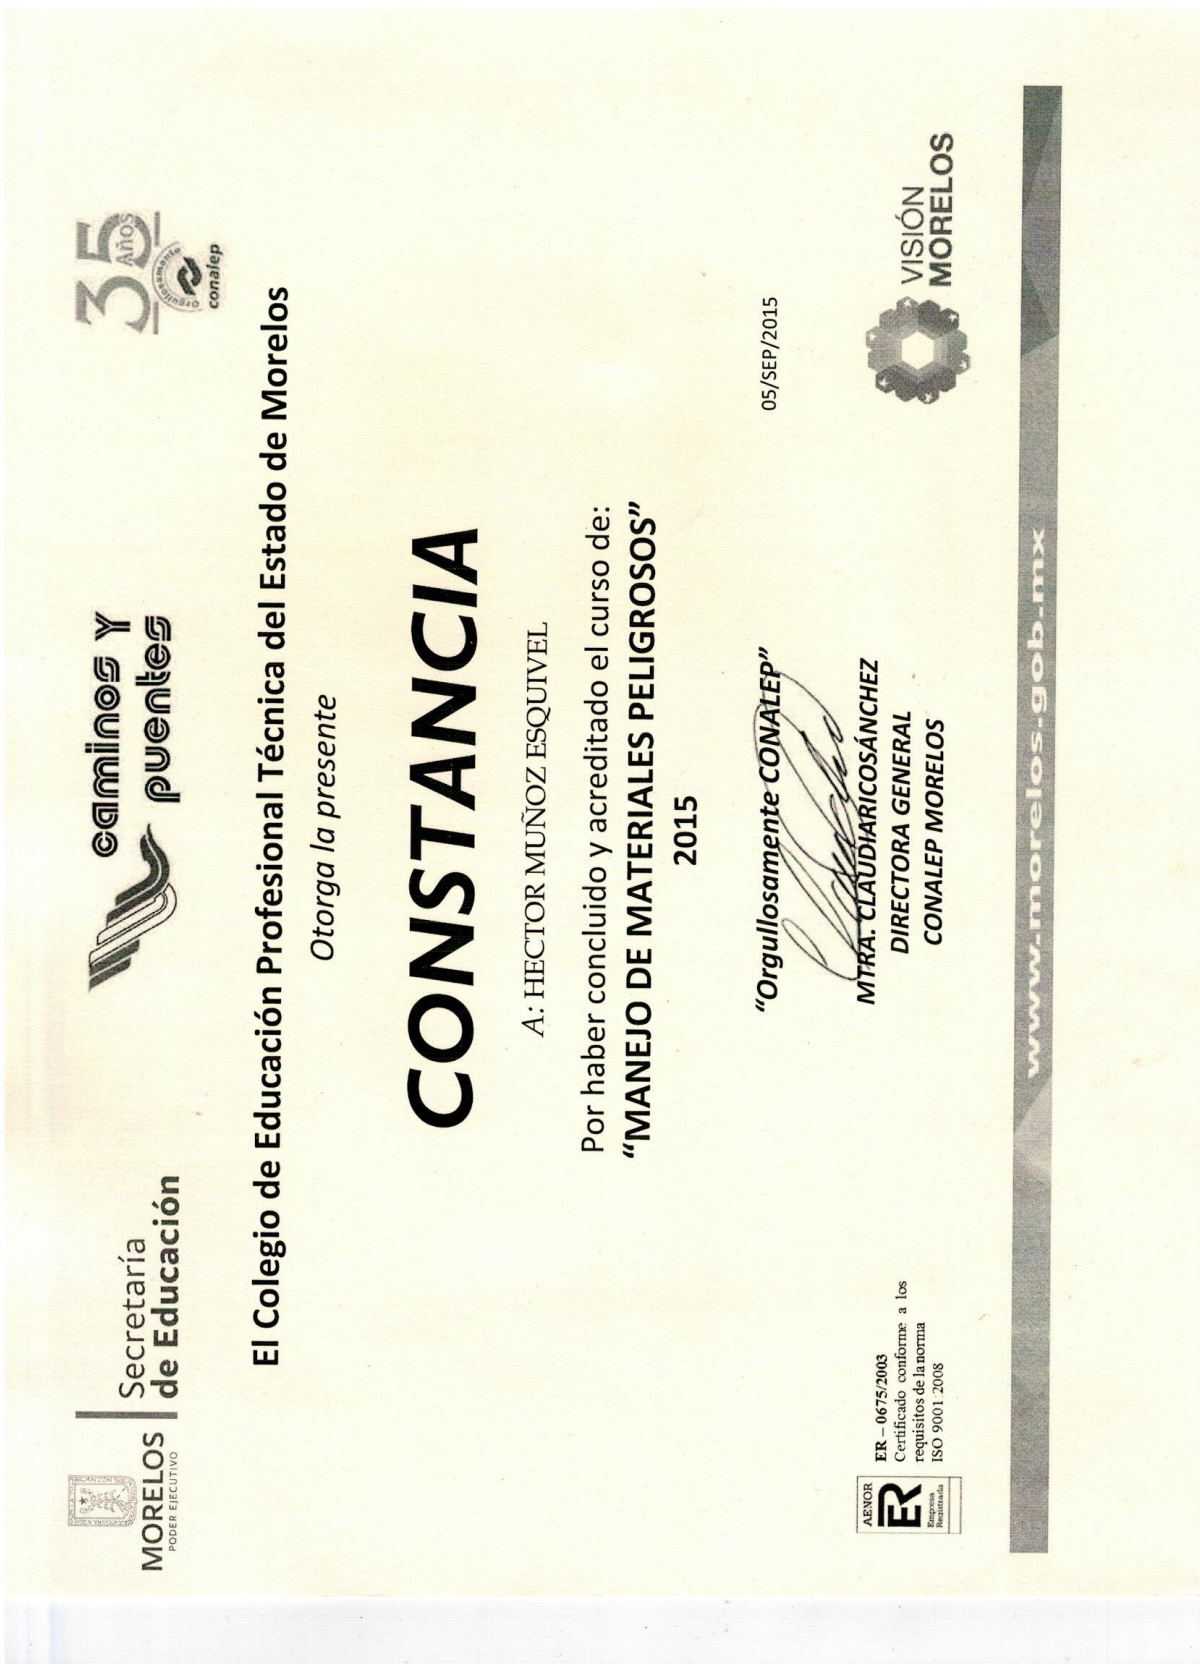 MORELOS
PODER EJECUTIVO
Secretaría
de Educación
caminos y
puentes
35
Años
Orgullosamente
conalep
El Colegio de Educación Profesional Técnica del Estado de Morelos
Otorga la presente
CONSTANCIA
A: HECTOR MUÑOZ ESQUIVEL
Por haber concluido y acreditado el curso de:
“MANEJO DE MATERIALES PELIGROSOS”
2015
“Orgullosamente CONALEP”
05/SEP/2015
MTRA. CLAUDIARICOSÁNCHEZ
DIRECTORA GENERAL
CONALEP MORELOS
AENOR
ER
Empresa
Registrada
ER – 0675/2003
Certificado conforme a los
requisitos de la norma
ISO 9001:2008
VISIÓN
MORELOS
www.morelos.gob.mx